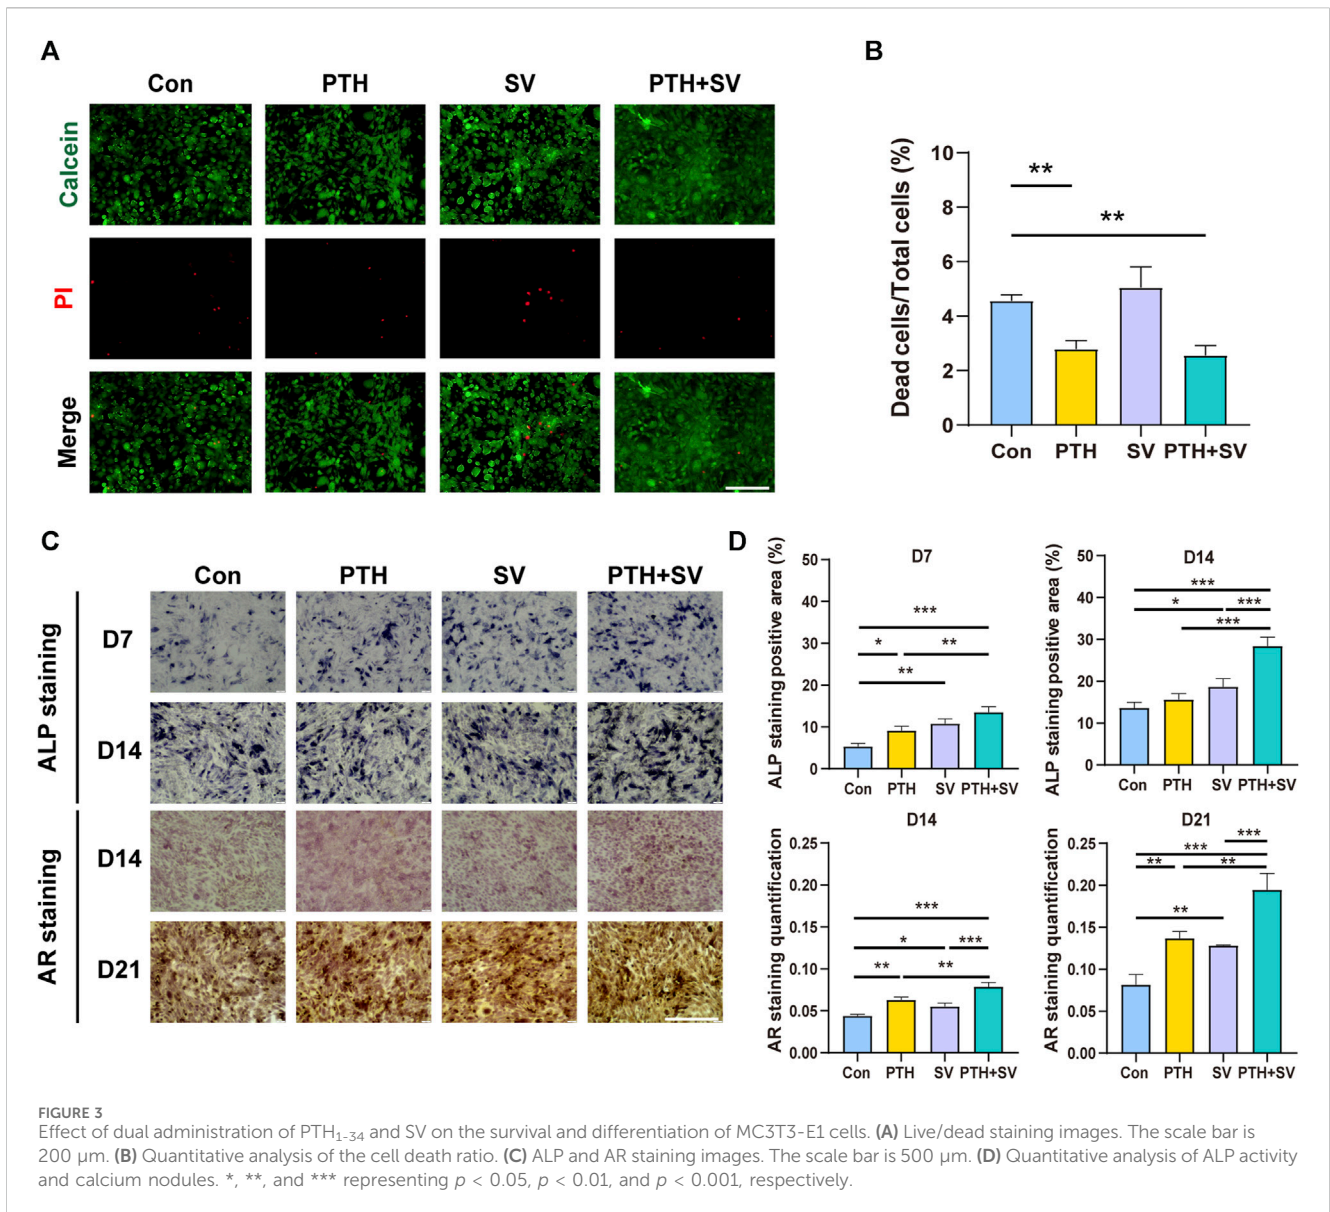 A
Con PTH SV PTH+SV
Calcein
PI
Merge
B
Dead cells/Total cells (%)
10
8
6
4
2
0
**
**
Con PTH SV PTH+SV
C
Con PTH SV PTH+SV
ALP staining
D7
D14
AR staining
D14
D21
D
D7
ALP staining positive area (%)
50
40
30
20
10
0
***
* **
**
Con PTH SV PTH+SV
D14
ALP staining positive area (%)
50
40
30
20
10
0
***
* ***
***
Con PTH SV PTH+SV
D14
AR staining quantification
0.25
0.20
0.15
0.10
0.05
0.00
***
* ***
** **
Con PTH SV PTH+SV
D21
AR staining quantification
0.25
0.20
0.15
0.10
0.05
0.00
***
***
** **
**
Con PTH SV PTH+SV
FIGURE 3
Effect of dual administration of PTH1-34 and SV on the survival and differentiation of MC3T3-E1 cells. (A) Live/dead staining images. The scale bar is
200 μm. (B) Quantitative analysis of the cell death ratio. (C) ALP and AR staining images. The scale bar is 500 μm. (D) Quantitative analysis of ALP activity
and calcium nodules. *, **, and *** representing p < 0.05, p < 0.01, and p < 0.001, respectively.